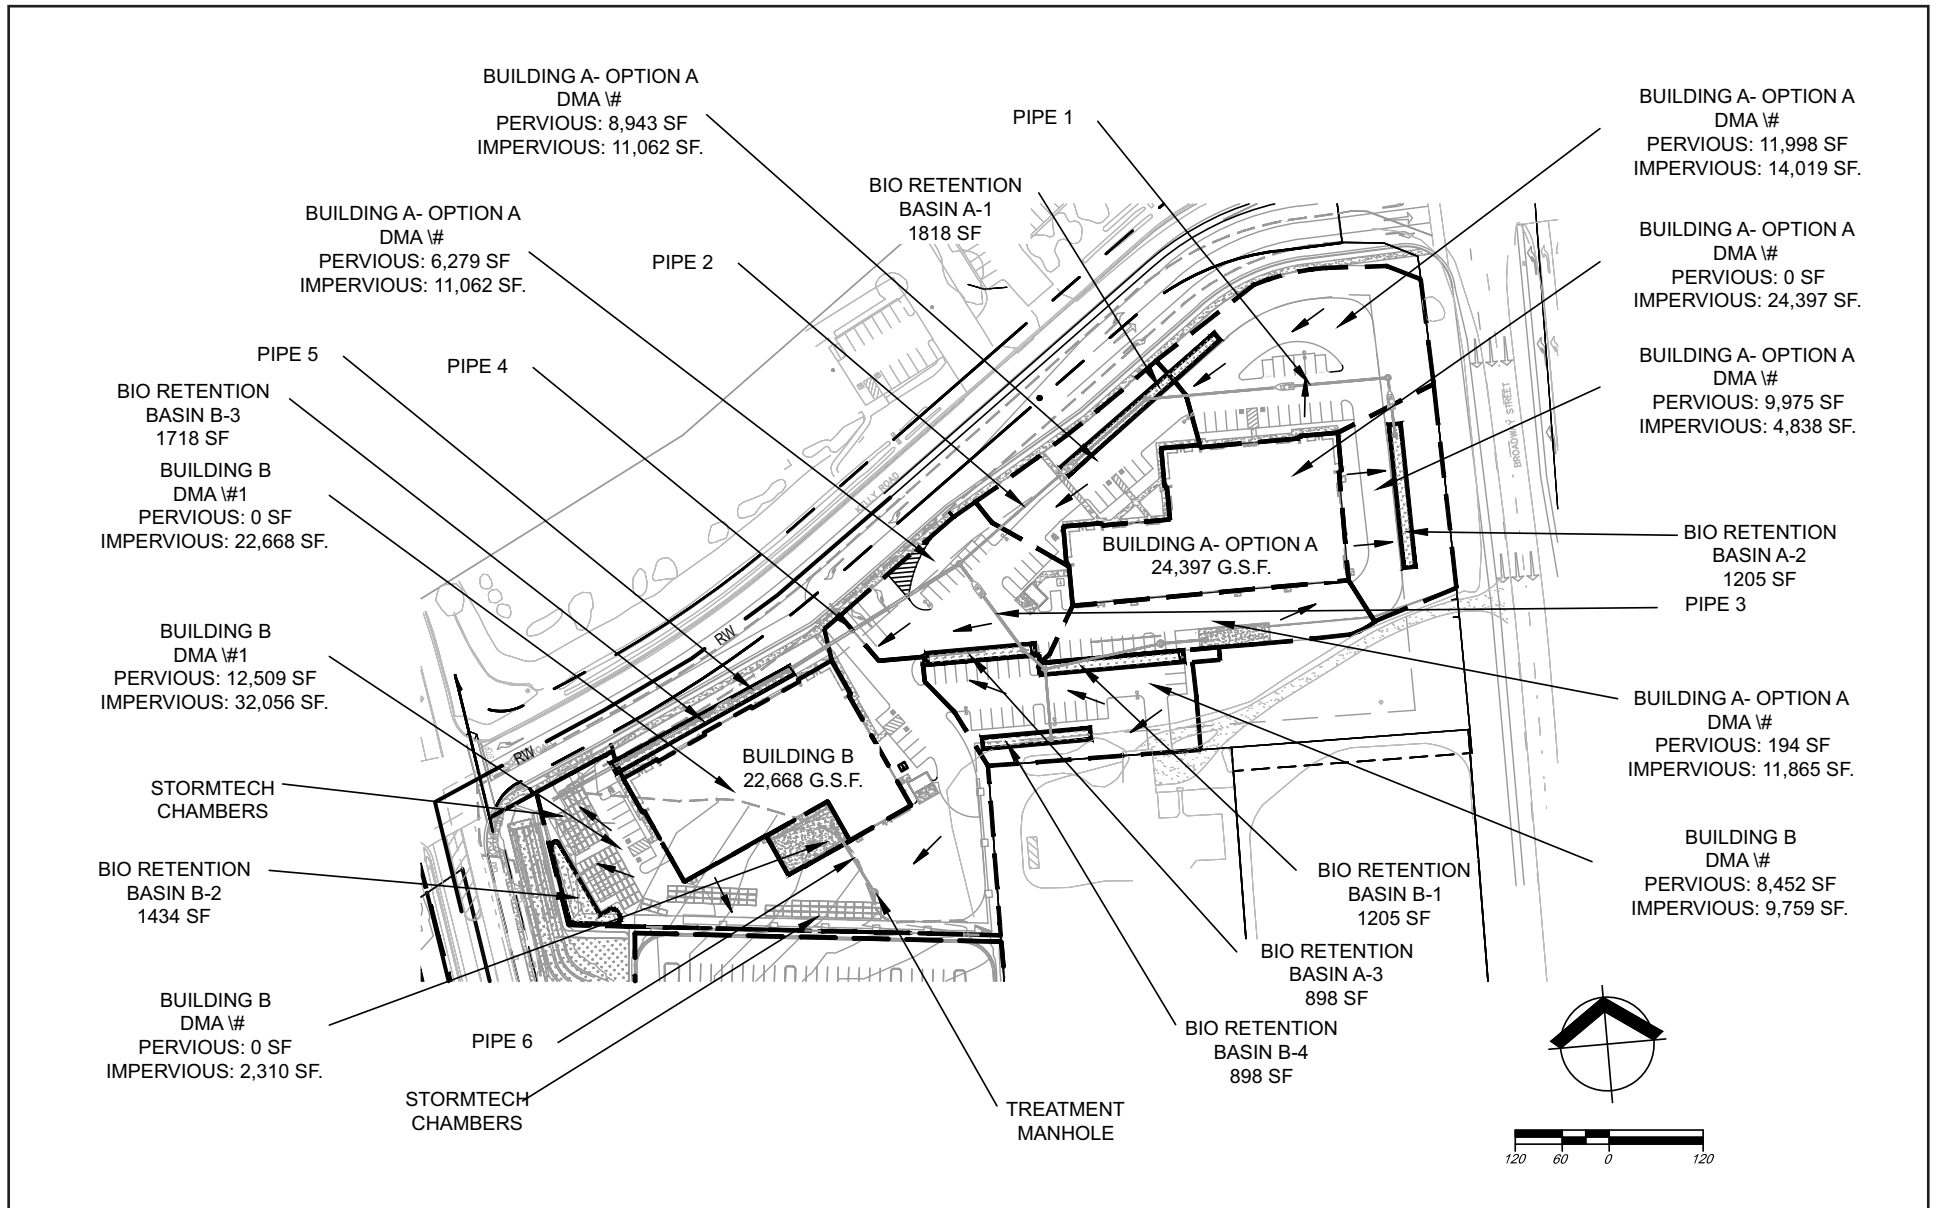 BUILDING A- OPTION A
DMA \#
PERVIOUS: 8,943 SF
IMPERVIOUS: 11,062 SF.
PIPE 1
BUILDING A- OPTION A
DMA \#
PERVIOUS: 11,998 SF
IMPERVIOUS: 14,019 SF.
BIO RETENTION
BASIN A-1
1818 SF
BUILDING A- OPTION A
DMA \#
PERVIOUS: 6,279 SF
IMPERVIOUS: 11,062 SF.
PIPE 2
BUILDING A- OPTION A
DMA \#
PERVIOUS: 0 SF
IMPERVIOUS: 24,397 SF.
PIPE 5
PIPE 4
BUILDING A- OPTION A
DMA \#
PERVIOUS: 9,975 SF
IMPERVIOUS: 4,838 SF.
BIO RETENTION
BASIN B-3
1718 SF
BROADWAY STREET
BUILDING B
DMA \#1
PERVIOUS: 0 SF
IMPERVIOUS: 22,668 SF.
KELLY ROAD
BUILDING A- OPTION A
24,397 G.S.F.
BIO RETENTION
BASIN A-2
1205 SF
PIPE 3
RW
BUILDING B
DMA \#1
PERVIOUS: 12,509 SF
IMPERVIOUS: 32,056 SF.
RW
BUILDING B
22,668 G.S.F.
BUILDING A- OPTION A
DMA \#
PERVIOUS: 194 SF
IMPERVIOUS: 11,865 SF.
STORMTECH
CHAMBERS
BUILDING B
DMA \#
PERVIOUS: 8,452 SF
IMPERVIOUS: 9,759 SF.
BIO RETENTION
BASIN B-2
1434 SF
BIO RETENTION
BASIN B-1
1205 SF
BIO RETENTION
BASIN A-3
898 SF
BUILDING B
DMA \#
PERVIOUS: 0 SF
IMPERVIOUS: 2,310 SF.
PIPE 6
BIO RETENTION
BASIN B-4
898 SF
STORMTECH
CHAMBERS
TREATMENT
MANHOLE
120 60 0 120